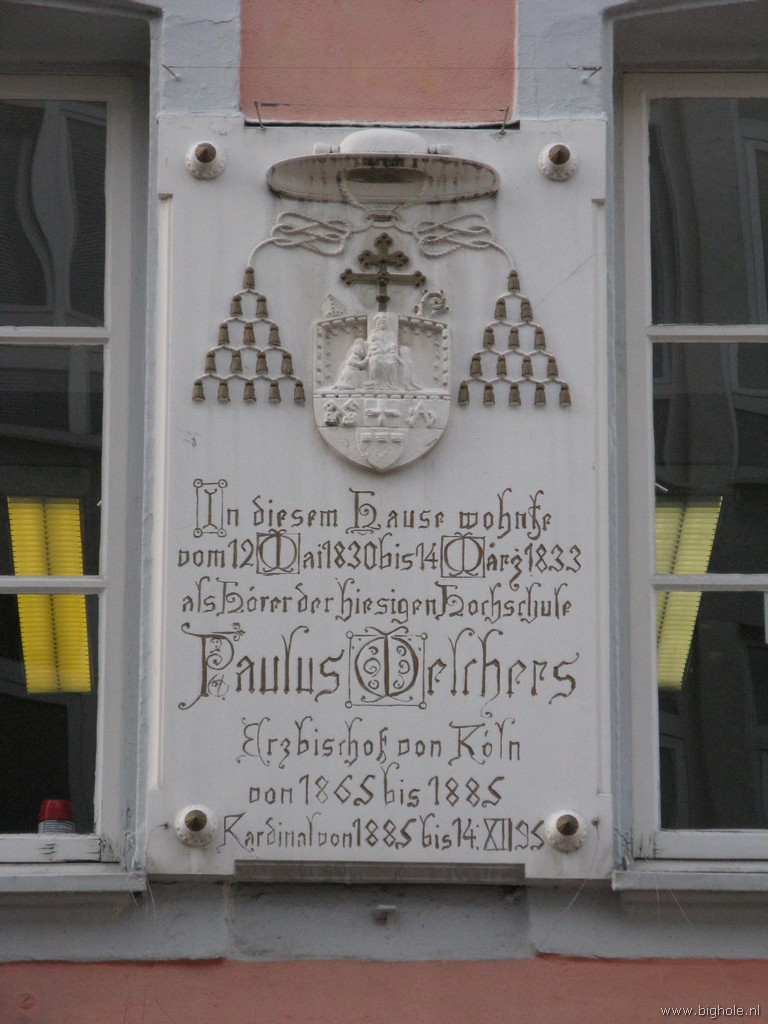 In diesem Hause wohnte
vom 12 Mai 1830 bis 14 März 1833
als Hörer der hiesigen Hochschule
Paulus Melchers
Erzbischof von Köln
von 1865 bis 1885
Kardinal von 1885 bis 14. XII 95
www.bighole.nl